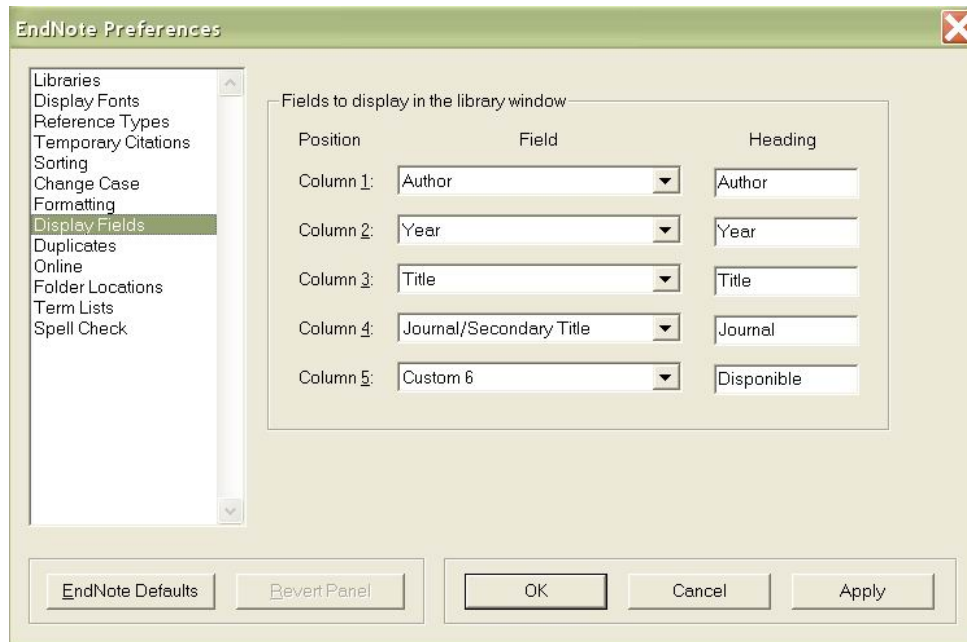 EndNote Preferences
Libraries
Display Fonts
Reference Types
Temporary Citations
Sorting
Change Case
Formatting
Display Fields
Duplicates
Online
Folder Locations
Term Lists
Spell Check
Fields to display in the library window
Position Field Heading
Column 1: Author Author
Column 2: Year Year
Column 3: Title Title
Column 4: Journal/Secondary Title Journal
Column 5: Custom 6 Disponible
EndNote Defaults Revert Panel OK Cancel Apply